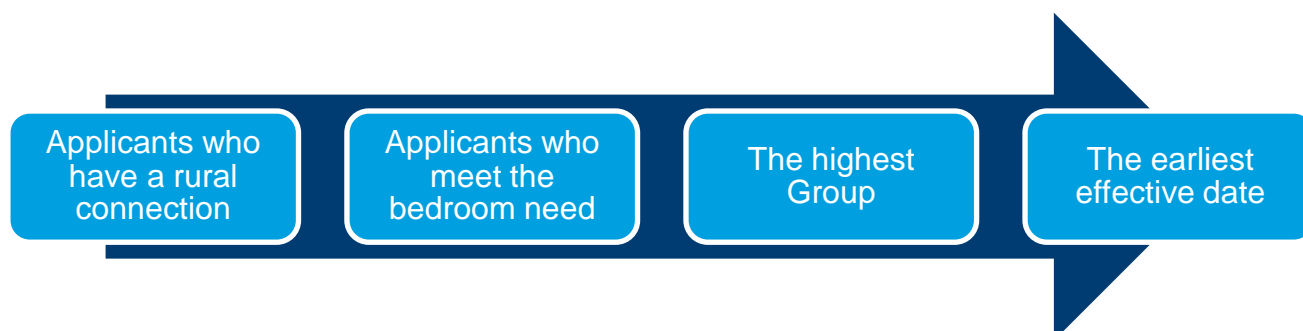 Applicants who
have a rural
connection
Applicants who
meet the
bedroom need
The highest
Group
The earliest
effective date